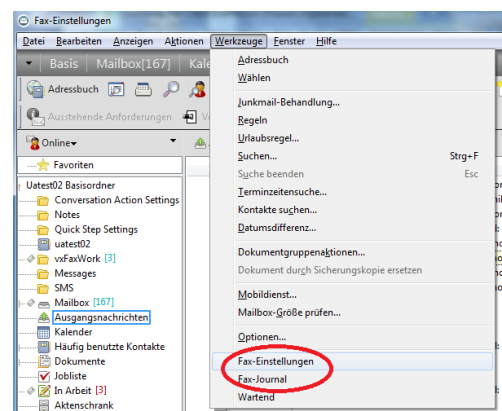 Fax-Einstellungen
Datei Bearbeiten Anzeigen Aktionen Werkzeuge Fenster Hilfe
Basis Mailbox[167]
Adressbuch
Ausstehende Anforderungen
Online
Favoriten
Uatest02 Basisordner
Conversation Action Settings
Notes
Quick Step Settings
uatest02
vxFaxWork [3]
Messages
SMS
Mailbox [167]
Ausgangsnachrichten
Kalender
Häufig benutzte Kontakte
Dokumente
Jobliste
In Arbeit [3]
Aktenschrank
Adressbuch
Wählen
Junkmail-Behandlung...
Regeln
Urlaubsregel...
Suchen... Strg+F
Suche beenden Esc
Terminzeitensuche...
Kontakte suchen...
Datumsdifferenz...
Dokumentgruppenaktionen...
Dokument durch Sicherungskopie ersetzen
Mobildienst...
Mailbox-Größe prüfen...
Optionen...
Fax-Einstellungen
Fax-Journal
Wartend